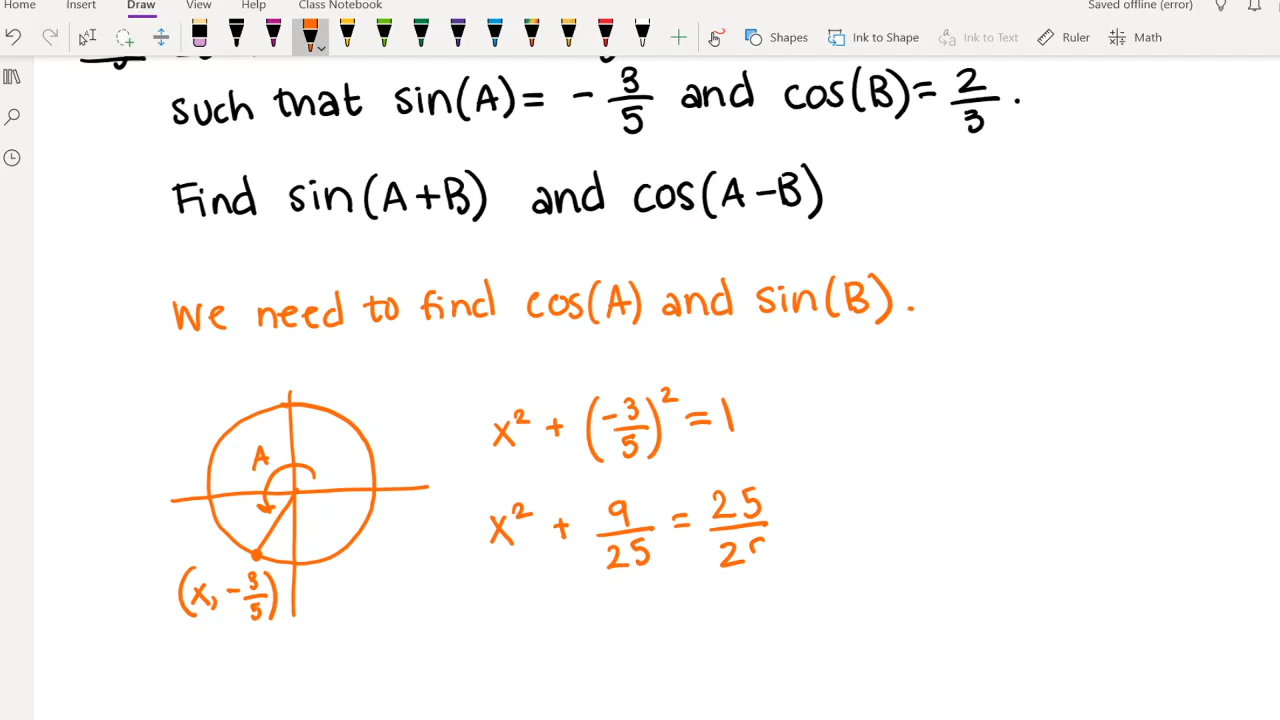 Home Insert Draw View Help Class Notebook Saved offline (error)
Shapes Ink to Shape Ink to Text Ruler Math
such that sin(A) = - 3/5 and cos(B) = 2/3 .
Find sin(A+B) and cos(A-B)
We need to find cos(A) and sin(B).
A
(x, -3/5)
x² + (-3/5)² = 1
x² + 9/25 = 25/2